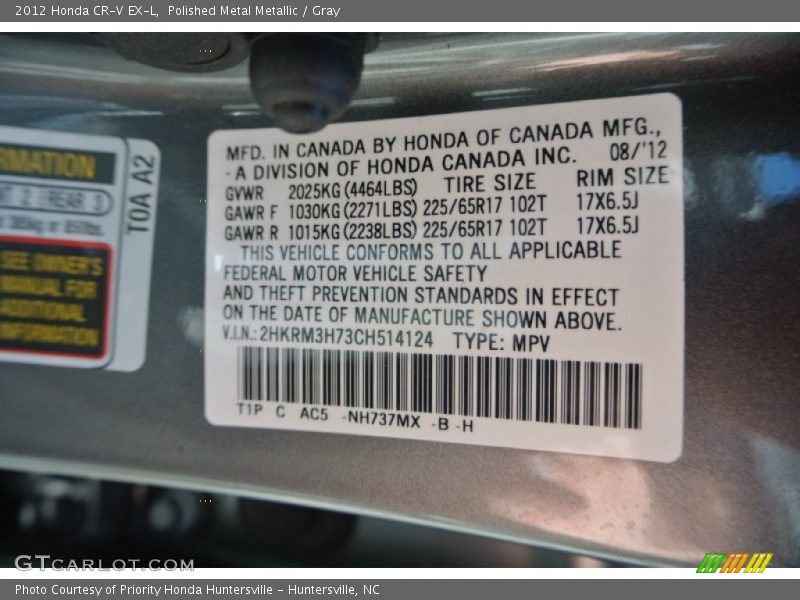 2012 Honda CR-V EX-L, Polished Metal Metallic / Gray
MFD. IN CANADA BY HONDA OF CANADA MFG.,
- A DIVISION OF HONDA CANADA INC. 08/'12
GVWR 2025KG(4464LBS) TIRE SIZE RIM SIZE
GAWR F 1030KG(2271LBS) 225/65R17 102T 17X6.5J
GAWR R 1015KG(2238LBS) 225/65R17 102T 17X6.5J
THIS VEHICLE CONFORMS TO ALL APPLICABLE
FEDERAL MOTOR VEHICLE SAFETY
AND THEFT PREVENTION STANDARDS IN EFFECT
ON THE DATE OF MANUFACTURE SHOWN ABOVE.
V.I.N.:2HKRM3H73CH514124 TYPE: MPV
T1P C AC5 -NH737MX -B -H
RMATION
2 REAR 3
SEE OWNER'S
MANUAL FOR
ADDITIONAL
INFORMATION
T0A A2
GTCARLOT.COM
Photo Courtesy of Priority Honda Huntersville - Huntersville, NC